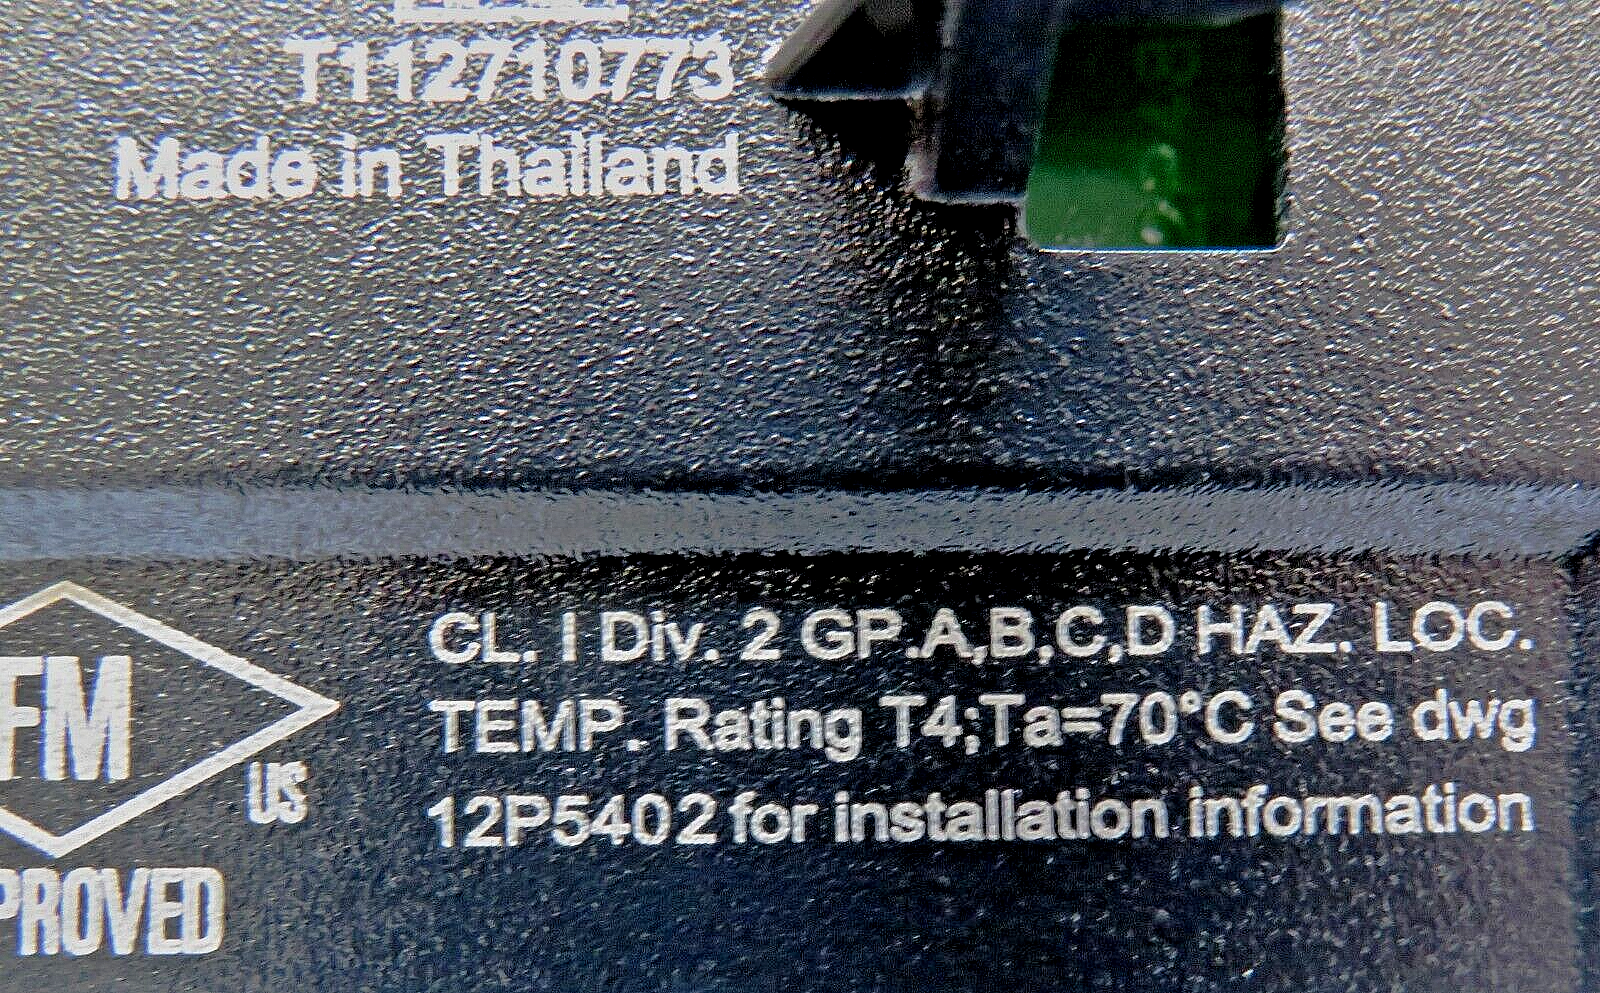 T112710773
Made in Thailand
CL. I Div. 2 GP.A,B,C,D HAZ. LOC.
TEMP. Rating T4;Ta=70°C See dwg
12P5402 for installation information
FM
US
PROVED